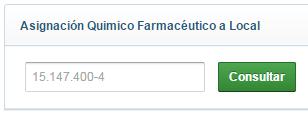 Asignación Quimico Farmacéutico a Local
15.147.400-4 Consultar